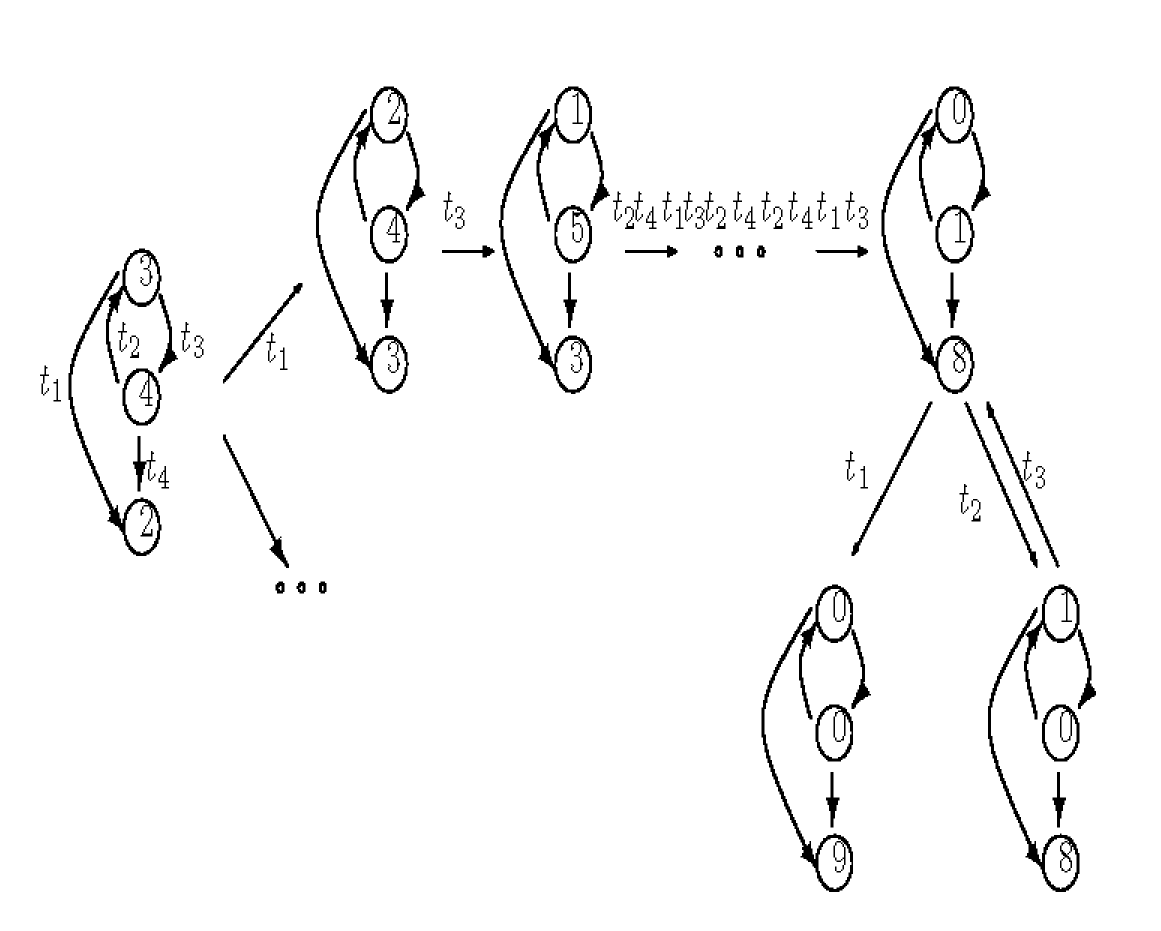 2 1 0
t₃ t₂t₄t₁t₃t₂t₄t₂t₄t₁t₃
4 5 1
3
t₂ t₃ t₁
t₁ 3 3 8
4
t₄ t₁ t₃
t₂
2
0 1
0 0
9 8